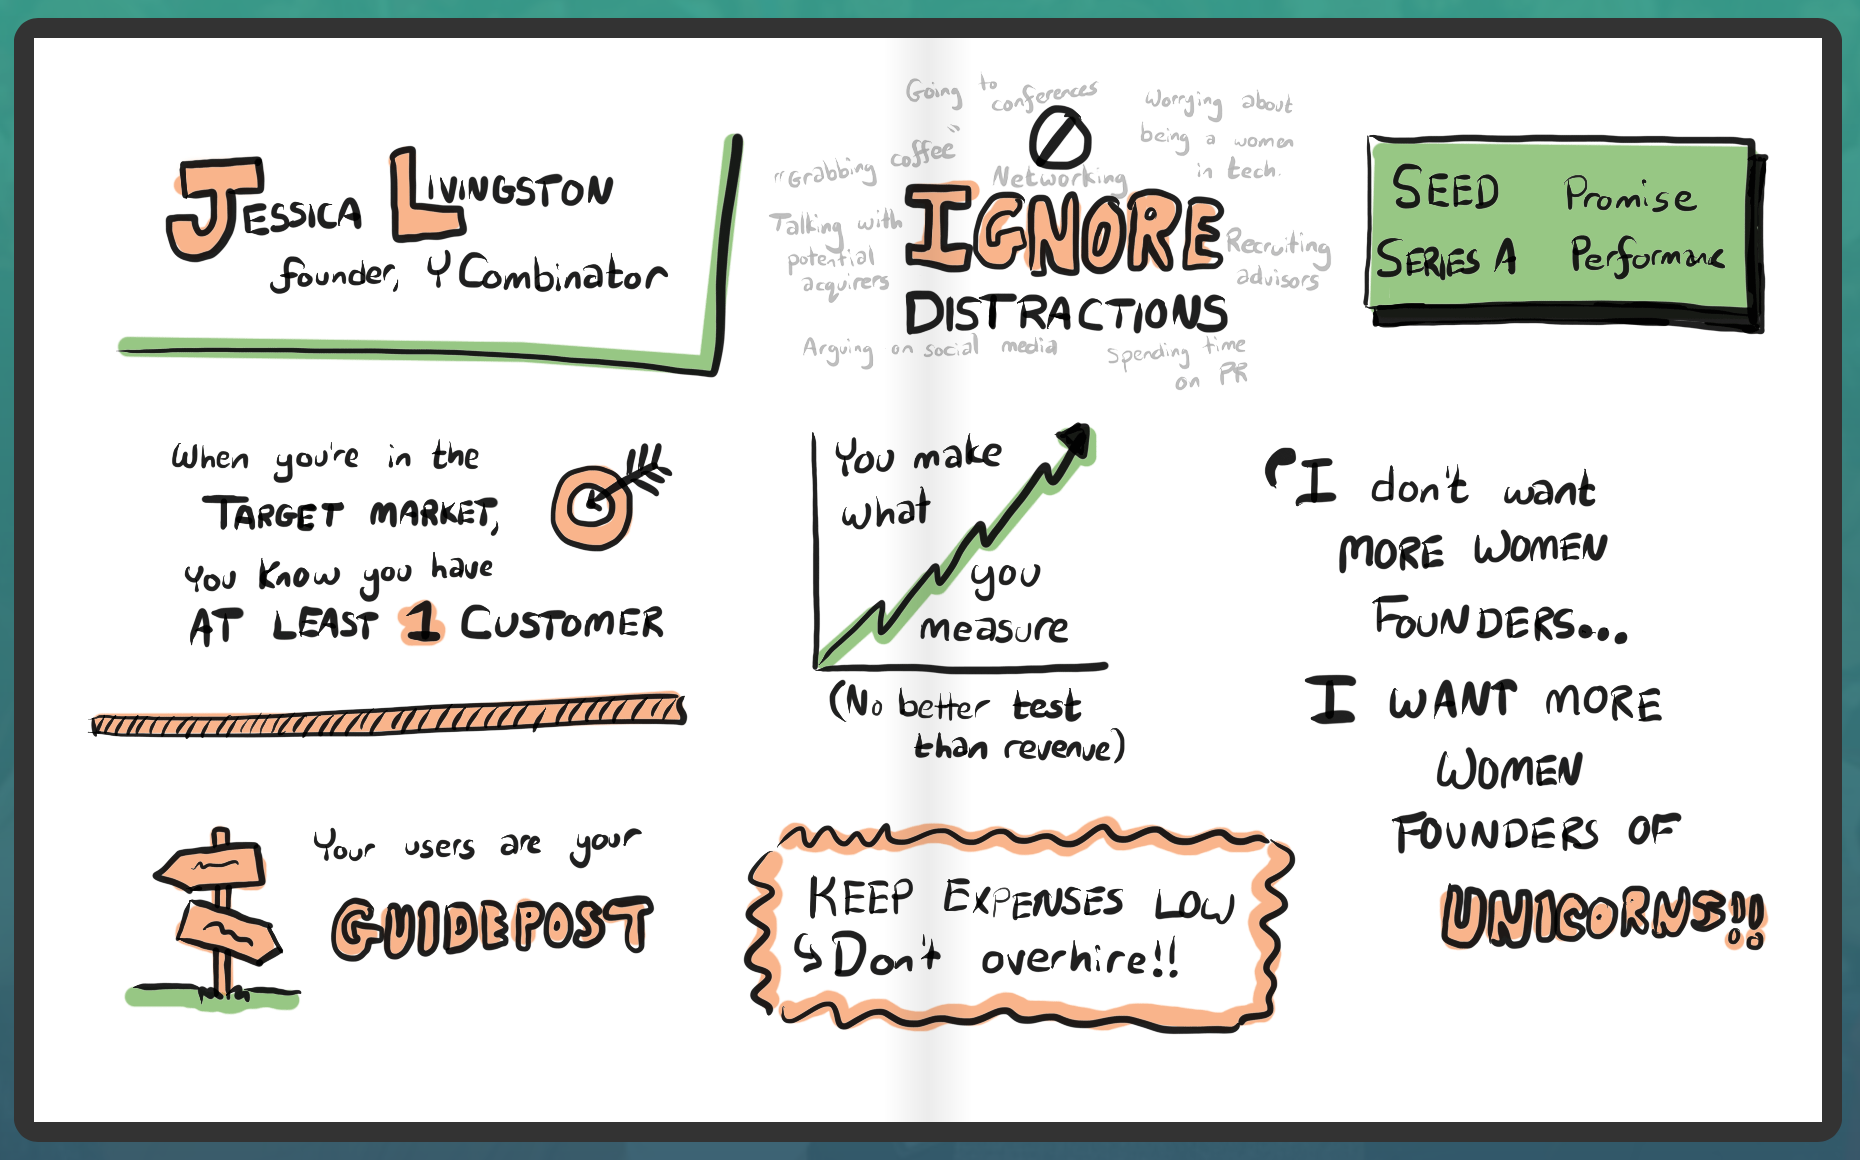 Jessica Livingston
founder, Y Combinator
When you're in the
Target market,
you know you have
at least 1 customer
Your users are your
GUIDEPOST
Going to
conferences
Worrying about
being a women
in tech.
"Grabbing coffee"
Networking
Talking with
potential
acquirers
Recruiting
advisors
IGNORE
DISTRACTIONS
Arguing on social media
Spending time
on PR
You make
what
you
measure
(No better test
than revenue)
KEEP EXPENSES LOW
Don't overhire!!
SEED Promise
SERIES A Performance
'I don't want
MORE WOMEN
FOUNDERS...
I WANT MORE
WOMEN
FOUNDERS OF
UNICORNS!!